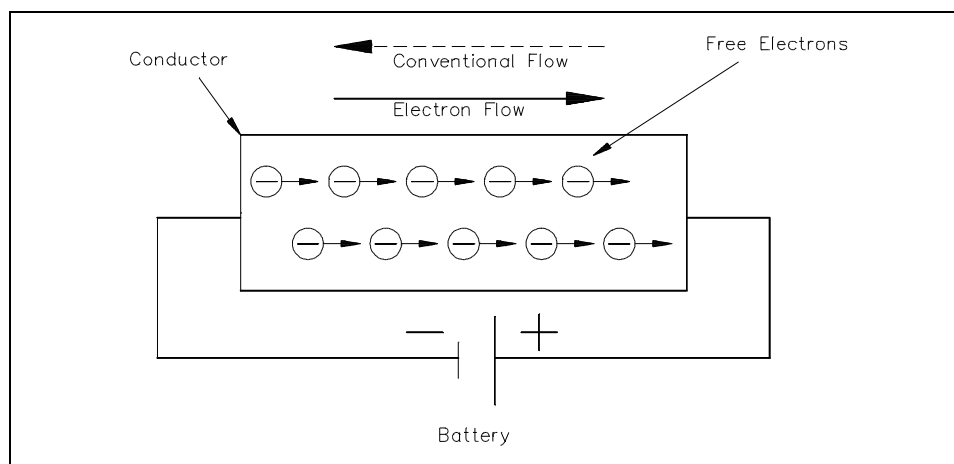 Conductor
Conventional Flow
Electron Flow
Free Electrons
− +
Battery